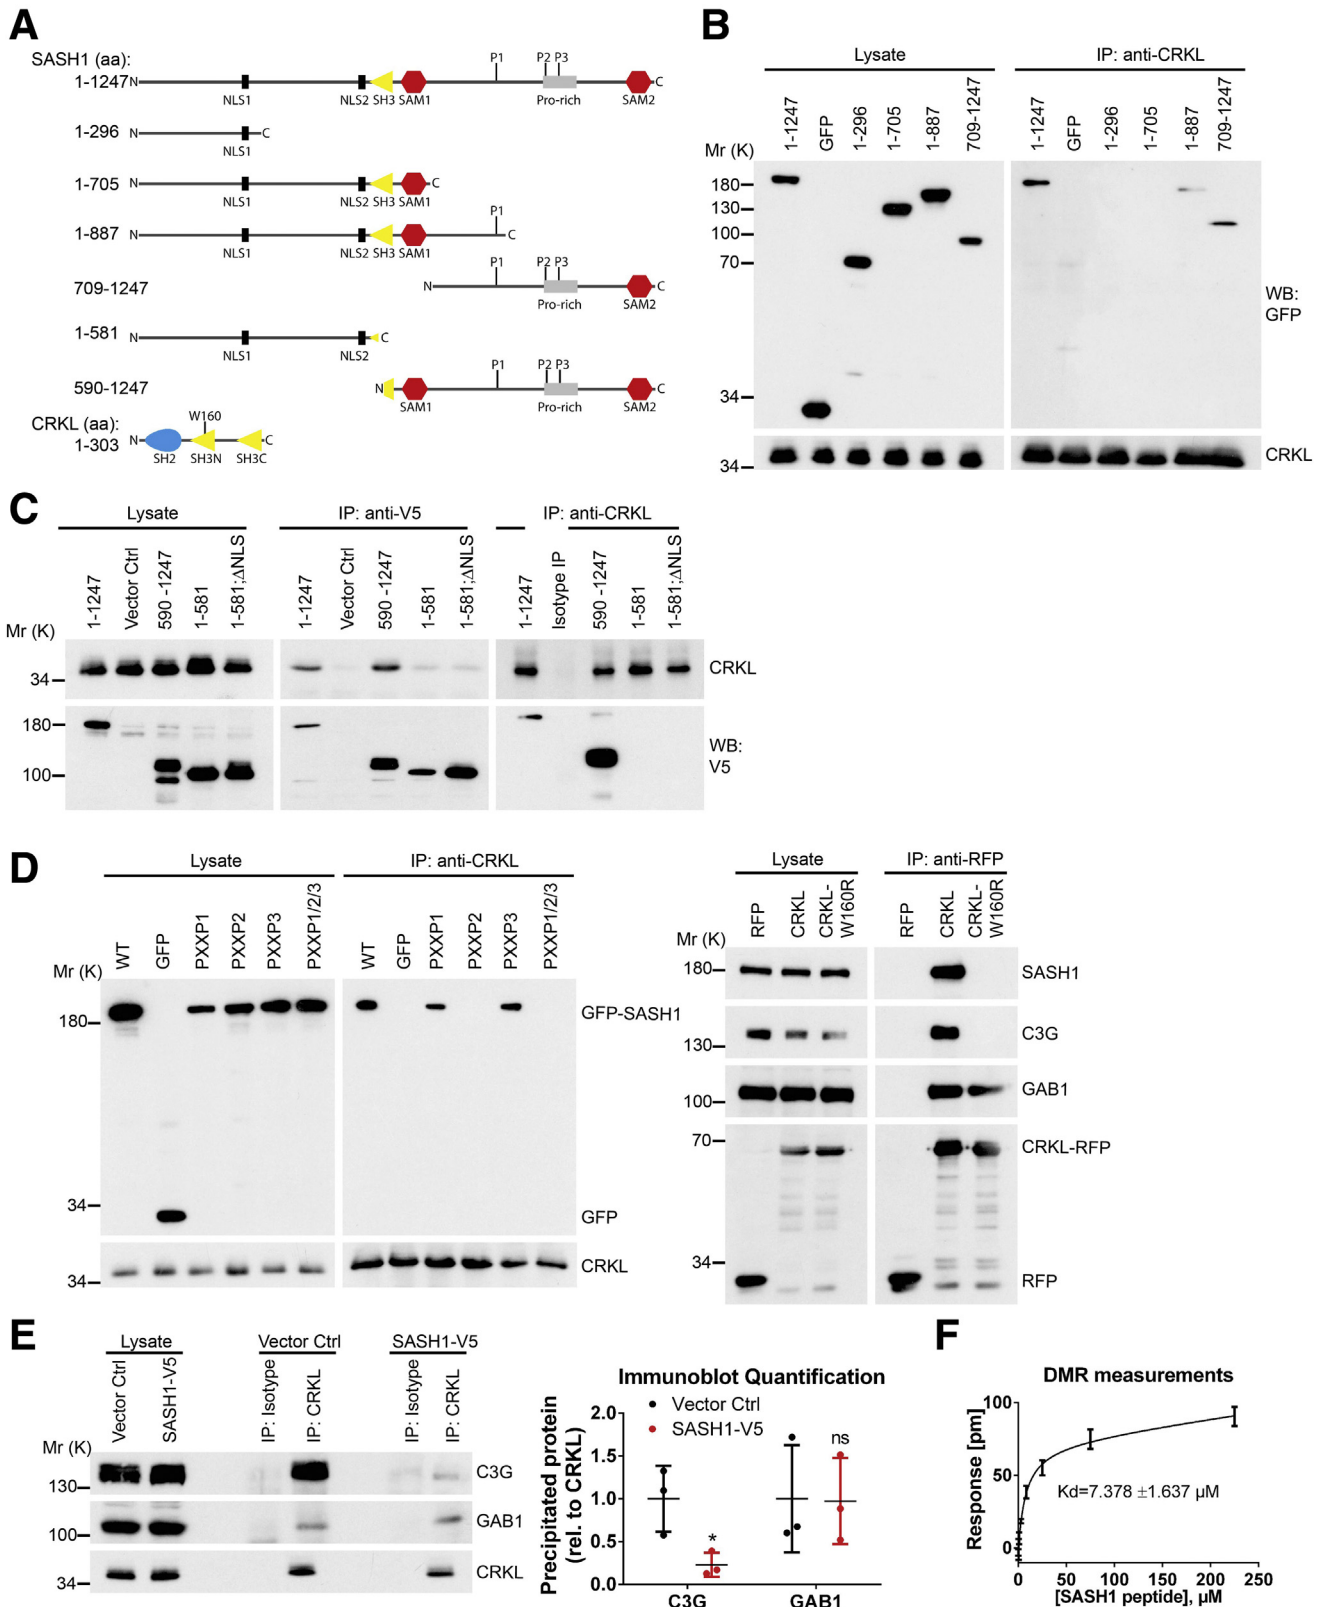 A
SASH1 (aa):
1-1247 N C
NLS1 NLS2 SH3 SAM1 P1 P2 P3 Pro-rich SAM2
1-296 N C
NLS1
1-705 N C
NLS1 NLS2 SH3 SAM1
1-887 N P1 C
NLS1 NLS2 SH3 SAM1
709-1247 N P1 P2 P3 C
Pro-rich SAM2
1-581 N C
NLS1 NLS2
590-1247 N P1 P2 P3 C
SAM1 Pro-rich SAM2
CRKL (aa):
1-303 N W160 C
SH2 SH3N SH3C
B
Lysate IP: anti-CRKL
1-1247 GFP 1-296 1-705 1-887 709-1247 1-1247 GFP 1-296 1-705 1-887 709-1247
Mr (K)
180
130
100
70
34
34
WB:
GFP
CRKL
C
Lysate IP: anti-V5 IP: anti-CRKL
1-1247 Vector Ctrl 590 -1247 1-581 1-581;ΔNLS 1-1247 Vector Ctrl 590 -1247 1-581 1-581;ΔNLS 1-1247 Isotype IP 590 -1247 1-581 1-581;ΔNLS
Mr (K)
34
180
100
CRKL
WB:
V5
D
Lysate IP: anti-CRKL
WT GFP PXXP1 PXXP2 PXXP3 PXXP1/2/3 WT GFP PXXP1 PXXP2 PXXP3 PXXP1/2/3
Mr (K)
180
34
34
GFP-SASH1
GFP
CRKL
Lysate IP: anti-RFP
RFP CRKL CRKL-W160R RFP CRKL CRKL-W160R
Mr (K)
180
130
100
70
34
SASH1
C3G
GAB1
CRKL-RFP
RFP
E
Lysate Vector Ctrl SASH1-V5
Vector Ctrl SASH1-V5 IP: Isotype IP: CRKL IP: Isotype IP: CRKL
Mr (K)
130
100
34
C3G
GAB1
CRKL
Immunoblot Quantification
Vector Ctrl
SASH1-V5
Precipitated protein
(rel. to CRKL)
2.0
1.5
1.0
0.5
0.0
*
ns
C3G GAB1
F
DMR measurements
Response [pm]
100
50
0
Kd=7.378 ±1.637 µM
0 50 100 150 200 250
[SASH1 peptide], µM